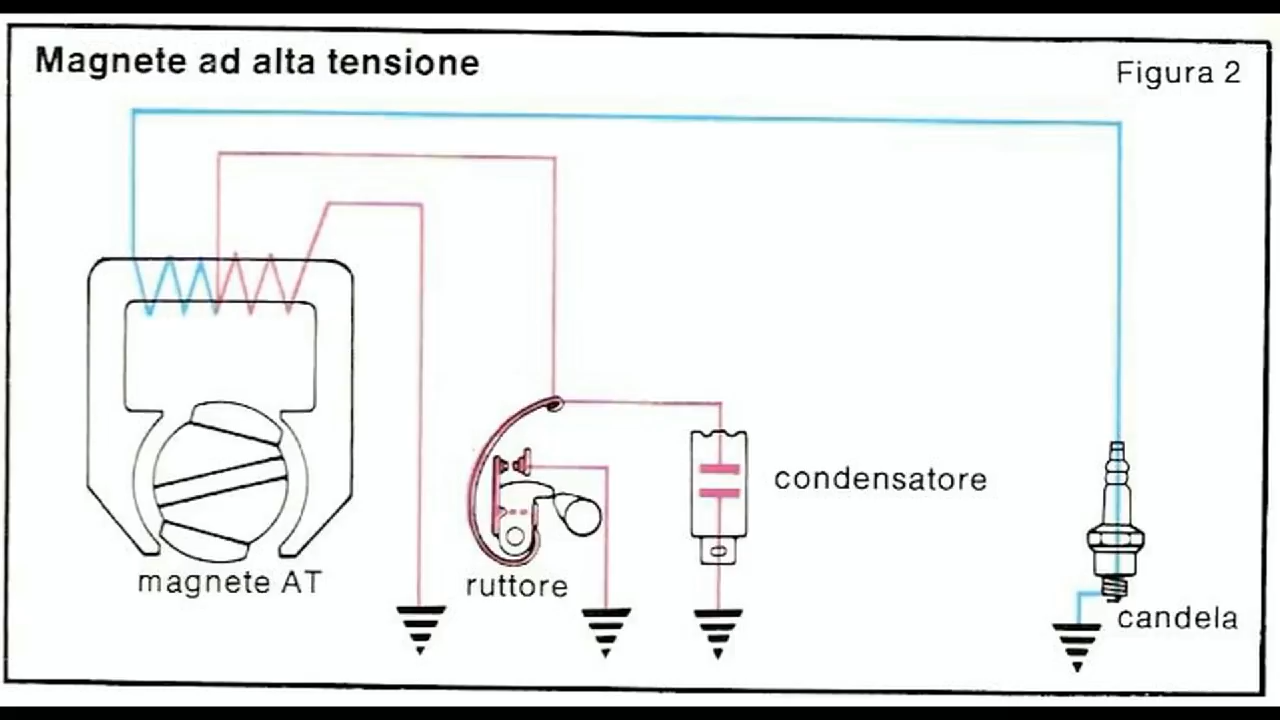 Magnete ad alta tensione
Figura 2
condensatore
magnete AT
ruttore
candela